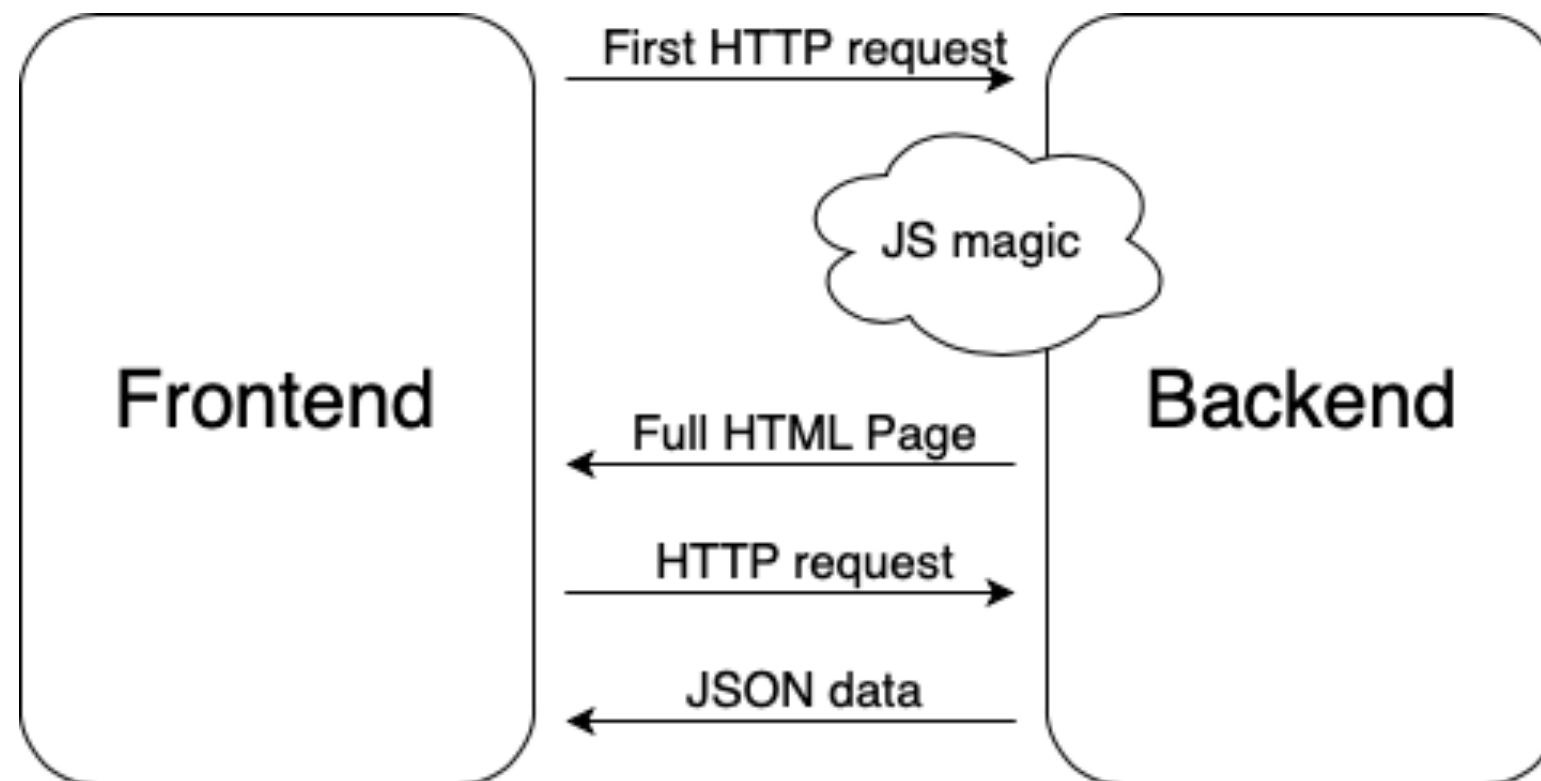 First HTTP request
JS magic
Frontend
Backend
Full HTML Page
HTTP request
JSON data